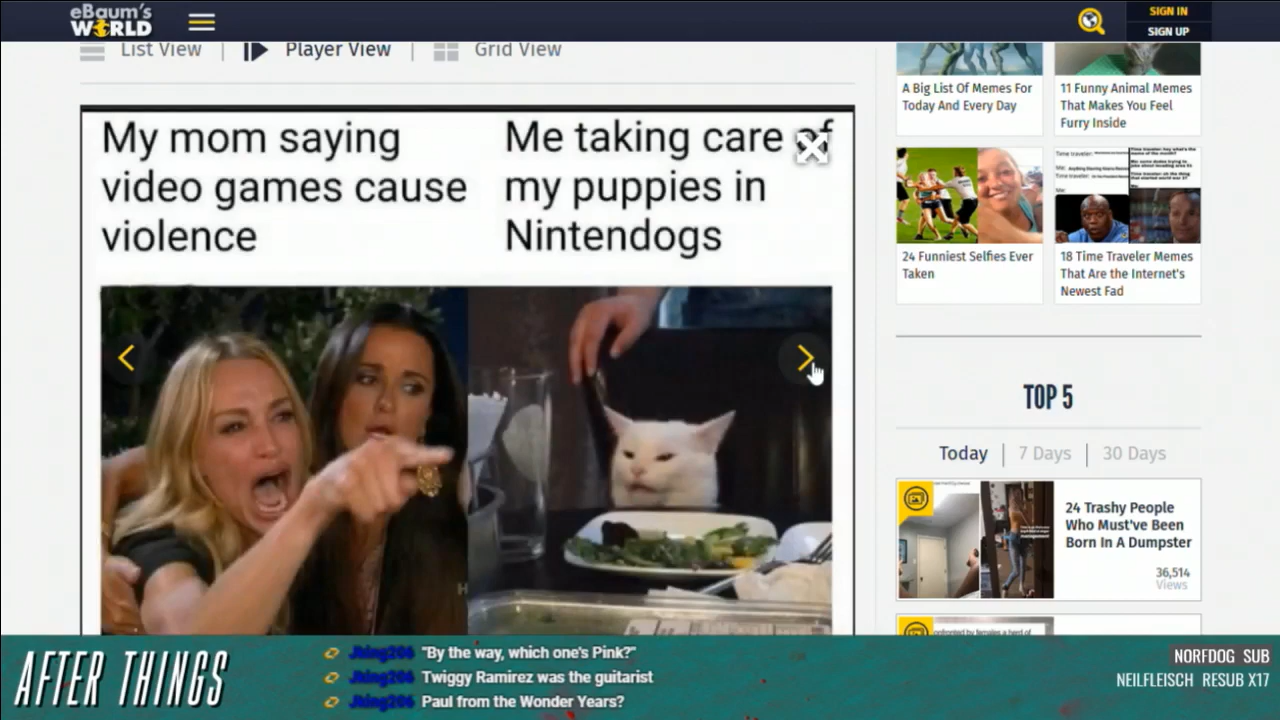 eBaum's
WORLD
SIGN IN
SIGN UP
List View
Player View
Grid View
My mom saying
video games cause
violence
Me taking care of
my puppies in
Nintendogs
A Big List Of Memes For
Today And Every Day
11 Funny Animal Memes
That Makes You Feel
Furry Inside
24 Funniest Selfies Ever
Taken
18 Time Traveler Memes
That Are the Internet's
Newest Fad
TOP 5
Today
7 Days
30 Days
24 Trashy People
Who Must've Been
Born In A Dumpster
36,514
Views
AFTER THINGS
Jking206 "By the way, which one's Pink?"
Jking206 Twiggy Ramirez was the guitarist
Jking206 Paul from the Wonder Years?
NORFDOG SUB
NEILFLEISCH RESUB X17